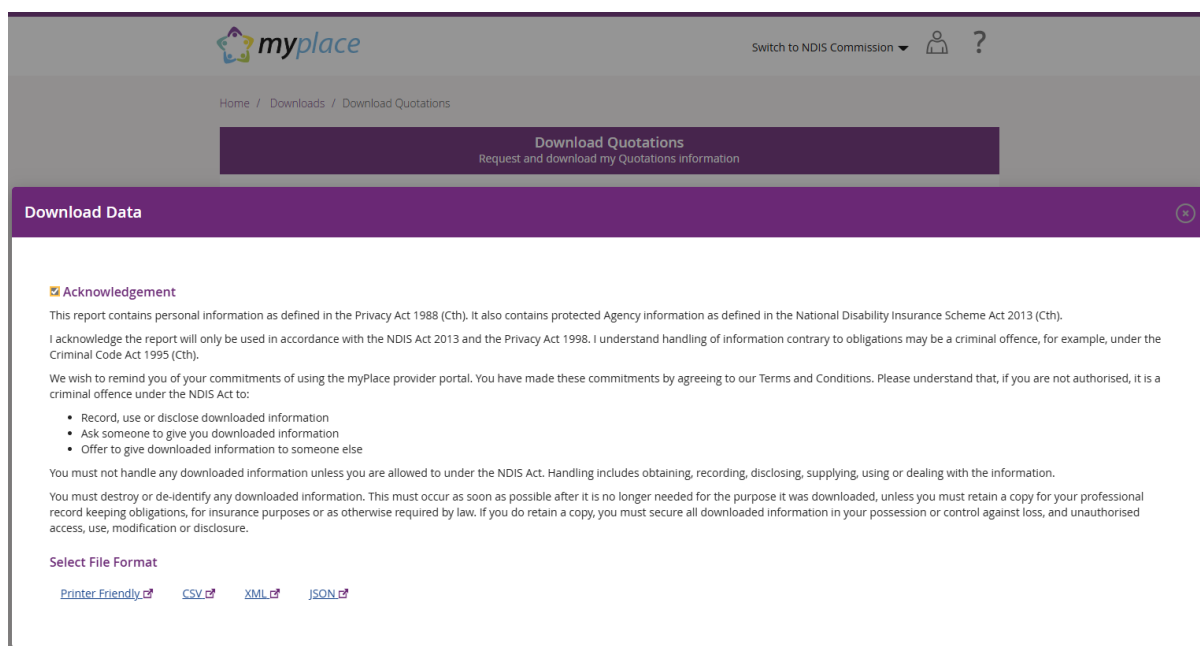 myplace
Switch to NDIS Commission
?
Home / Downloads / Download Quotations
Download Quotations
Request and download my Quotations information
Download Data
Acknowledgement
This report contains personal information as defined in the Privacy Act 1988 (Cth). It also contains protected Agency information as defined in the National Disability Insurance Scheme Act 2013 (Cth).
I acknowledge the report will only be used in accordance with the NDIS Act 2013 and the Privacy Act 1998. I understand handling of information contrary to obligations may be a criminal offence, for example, under the
Criminal Code Act 1995 (Cth).
We wish to remind you of your commitments of using the myPlace provider portal. You have made these commitments by agreeing to our Terms and Conditions. Please understand that, if you are not authorised, it is a
criminal offence under the NDIS Act to:
• Record, use or disclose downloaded information
• Ask someone to give you downloaded information
• Offer to give downloaded information to someone else
You must not handle any downloaded information unless you are allowed to under the NDIS Act. Handling includes obtaining, recording, disclosing, supplying, using or dealing with the information.
You must destroy or de-identify any downloaded information. This must occur as soon as possible after it is no longer needed for the purpose it was downloaded, unless you must retain a copy for your professional
record keeping obligations, for insurance purposes or as otherwise required by law. If you do retain a copy, you must secure all downloaded information in your possession or control against loss, and unauthorised
access, use, modification or disclosure.
Select File Format
Printer Friendly CSV XML JSON